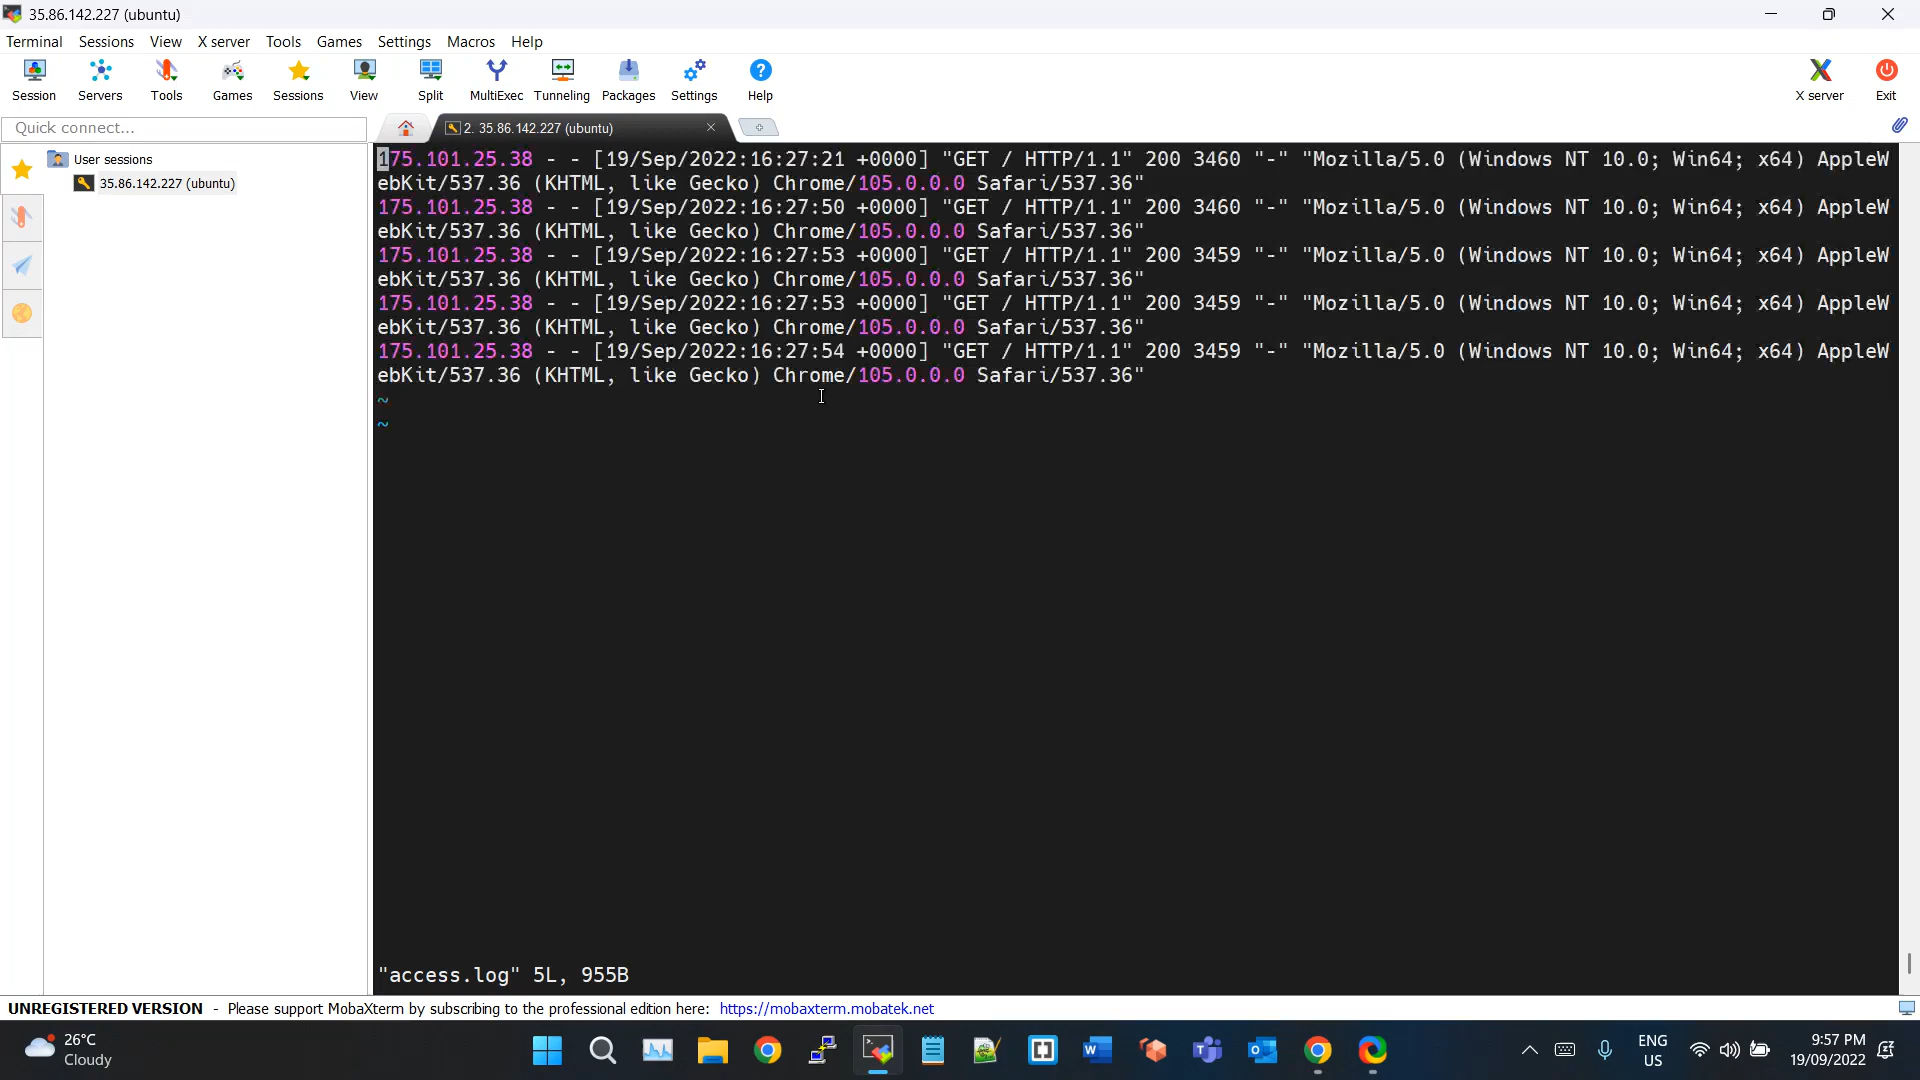 35.86.142.227 (ubuntu)
Terminal Sessions View X server Tools Games Settings Macros Help
Session Servers Tools Games Sessions View Split MultiExec Tunneling Packages Settings Help X server Exit
Quick connect...
2. 35.86.142.227 (ubuntu)
User sessions
35.86.142.227 (ubuntu)
175.101.25.38 - - [19/Sep/2022:16:27:21 +0000] "GET / HTTP/1.1" 200 3460 "-" "Mozilla/5.0 (Windows NT 10.0; Win64; x64) AppleW
ebKit/537.36 (KHTML, like Gecko) Chrome/105.0.0.0 Safari/537.36"
175.101.25.38 - - [19/Sep/2022:16:27:50 +0000] "GET / HTTP/1.1" 200 3460 "-" "Mozilla/5.0 (Windows NT 10.0; Win64; x64) AppleW
ebKit/537.36 (KHTML, like Gecko) Chrome/105.0.0.0 Safari/537.36"
175.101.25.38 - - [19/Sep/2022:16:27:53 +0000] "GET / HTTP/1.1" 200 3459 "-" "Mozilla/5.0 (Windows NT 10.0; Win64; x64) AppleW
ebKit/537.36 (KHTML, like Gecko) Chrome/105.0.0.0 Safari/537.36"
175.101.25.38 - - [19/Sep/2022:16:27:53 +0000] "GET / HTTP/1.1" 200 3459 "-" "Mozilla/5.0 (Windows NT 10.0; Win64; x64) AppleW
ebKit/537.36 (KHTML, like Gecko) Chrome/105.0.0.0 Safari/537.36"
175.101.25.38 - - [19/Sep/2022:16:27:54 +0000] "GET / HTTP/1.1" 200 3459 "-" "Mozilla/5.0 (Windows NT 10.0; Win64; x64) AppleW
ebKit/537.36 (KHTML, like Gecko) Chrome/105.0.0.0 Safari/537.36"
~
~
"access.log" 5L, 955B
UNREGISTERED VERSION - Please support MobaXterm by subscribing to the professional edition here: https://mobaxterm.mobatek.net
26°C
Cloudy
ENG
US
9:57 PM
19/09/2022